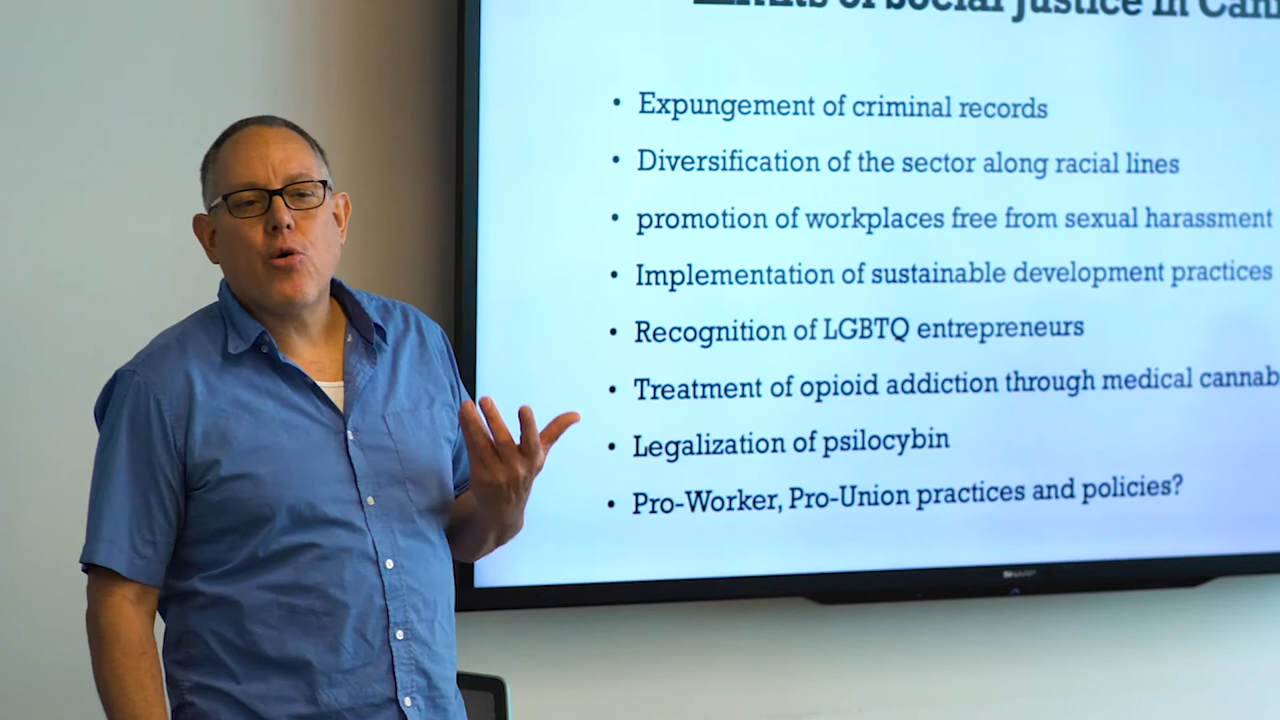 Limits of Social Justice in
• Expungement of criminal records
• Diversification of the sector along racial lines
• promotion of workplaces free from sexual harassment
• Implementation of sustainable development practices
• Recognition of LGBTQ entrepreneurs
• Treatment of opioid addiction through medical cannab
• Legalization of psilocybin
• Pro-Worker, Pro-Union practices and policies?
SHARP